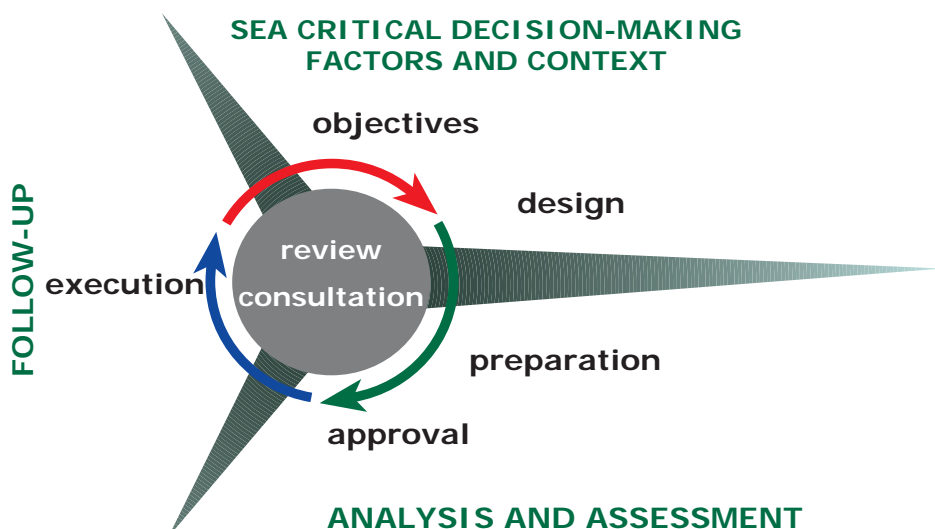 SEA CRITICAL DECISION-MAKING
FACTORS AND CONTEXT
objectives
design
FOLLOW-UP
review
consultation
execution
preparation
approval
ANALYSIS AND ASSESSMENT